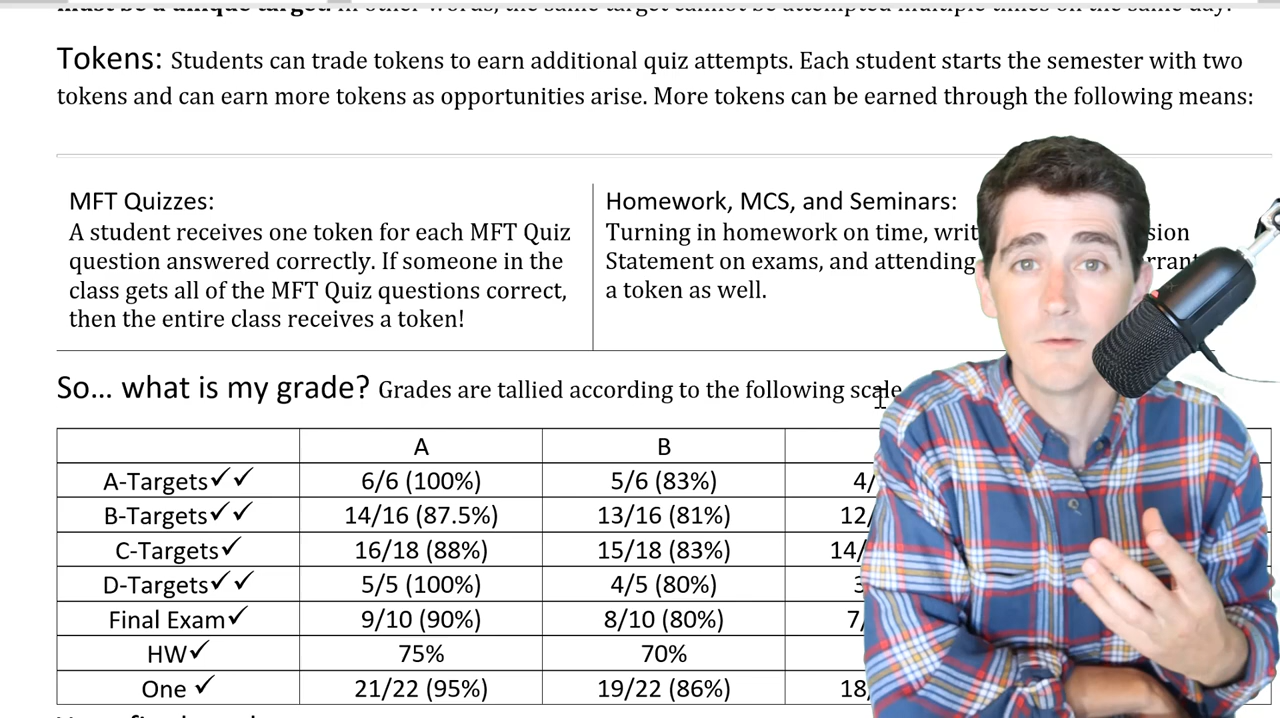 Tokens: Students can trade tokens to earn additional quiz attempts. Each student starts the semester with two
tokens and can earn more tokens as opportunities arise. More tokens can be earned through the following means:
MFT Quizzes:
A student receives one token for each MFT Quiz
question answered correctly. If someone in the
class gets all of the MFT Quiz questions correct,
then the entire class receives a token!
Homework, MCS, and Seminars:
Turning in homework on time,
Statement on exams, and attending
a token as well.
So... what is my grade? Grades are tallied according to the following scale
A B
A-Targets✓✓ 6/6 (100%) 5/6 (83%) 4/
B-Targets✓✓ 14/16 (87.5%) 13/16 (81%) 12/
C-Targets✓ 16/18 (88%) 15/18 (83%) 14/
D-Targets✓✓ 5/5 (100%) 4/5 (80%) 3
Final Exam✓ 9/10 (90%) 8/10 (80%) 7/
HW✓ 75% 70%
One ✓ 21/22 (95%) 19/22 (86%) 18/